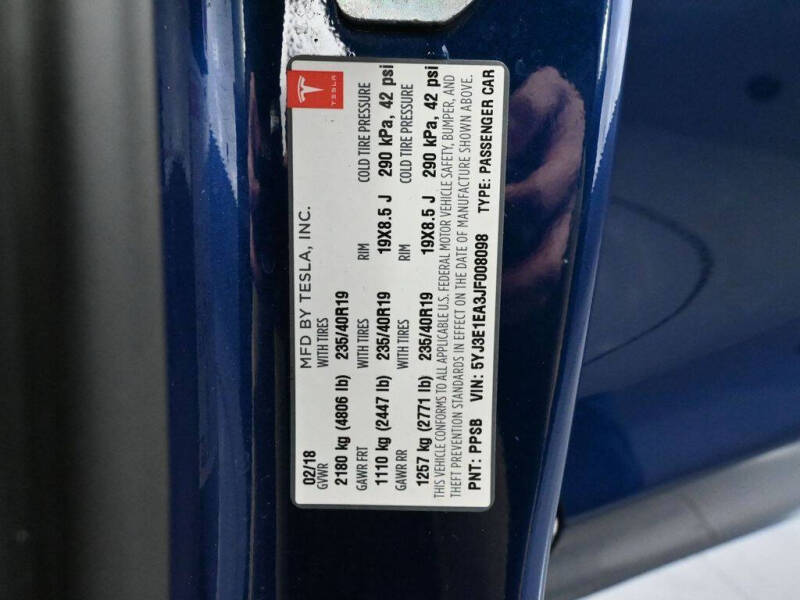 TESLA
02/18 MFD BY TESLA, INC.
GVWR WITH TIRES RIM COLD TIRE PRESSURE
2180 kg (4806 lb) 235/40R19 19X8.5 J 290 kPa, 42 psi
GAWR FRT WITH TIRES RIM COLD TIRE PRESSURE
1110 kg (2447 lb) 235/40R19
GAWR RR WITH TIRES RIM COLD TIRE PRESSURE
1257 kg (2771 lb) 235/40R19 19X8.5 J 290 kPa, 42 psi
THIS VEHICLE CONFORMS TO ALL APPLICABLE U.S. FEDERAL MOTOR VEHICLE SAFETY, BUMPER, AND
THEFT PREVENTION STANDARDS IN EFFECT ON THE DATE OF MANUFACTURE SHOWN ABOVE.
PNT: PPSB VIN: 5YJ3E1EA3JF008098 TYPE: PASSENGER CAR